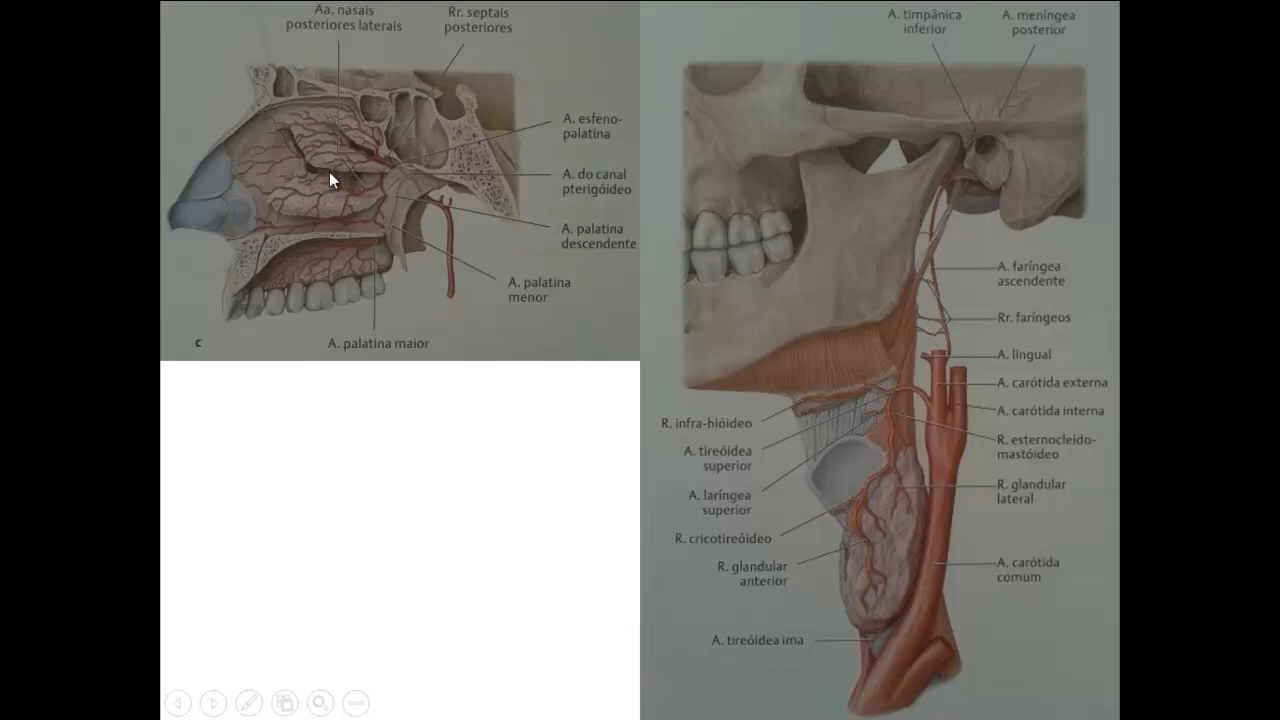 Aa. nasais
posteriores laterais
Rr. septais
posteriores
A. esfeno-
palatina
A. do canal
pterigóideo
A. palatina
descendente
A. palatina
menor
c
A. palatina maior
A. timpânica
inferior
A. meníngea
posterior
A. faríngea
ascendente
Rr. faríngeos
A. lingual
A. carótida externa
A. carótida interna
R. infra-hióideo
R. esternocleido-
mastóideo
A. tireóidea
superior
R. glandular
lateral
A. laríngea
superior
R. cricotireóideo
R. glandular
anterior
A. carótida
comum
A. tireóidea ima